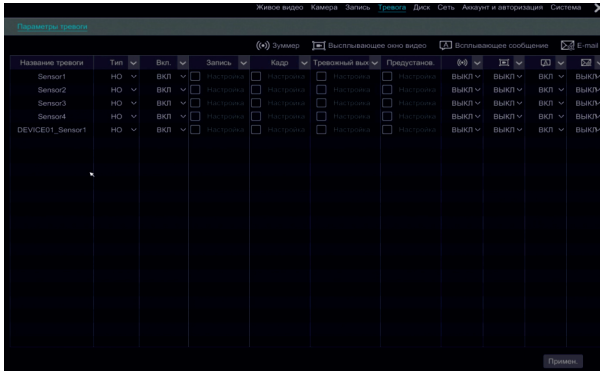 Живое видео Камера Запись Тревога Диск Сеть Аккаунт и авторизация Система
Параметры тревоги
Зуммер Высплывающее окно видео Всплывающее сообщение E-mail
Название тревоги Тип Вкл. Запись Кадр Тревожный вых Предустанов.
Sensor1 НО ВКЛ Настройка Настройка Настройка Настройка ВЫКЛ ВЫКЛ ВКЛ ВЫКЛ
Sensor2 НО ВКЛ Настройка Настройка Настройка Настройка ВЫКЛ ВЫКЛ ВКЛ ВЫКЛ
Sensor3 НО ВКЛ Настройка Настройка Настройка Настройка ВЫКЛ ВЫКЛ ВКЛ ВЫКЛ
Sensor4 НО ВКЛ Настройка Настройка Настройка Настройка ВЫКЛ ВЫКЛ ВКЛ ВЫКЛ
DEVICE01_Sensor1 НО ВКЛ Настройка Настройка Настройка Настройка ВЫКЛ ВЫКЛ ВКЛ ВЫКЛ
Примен.